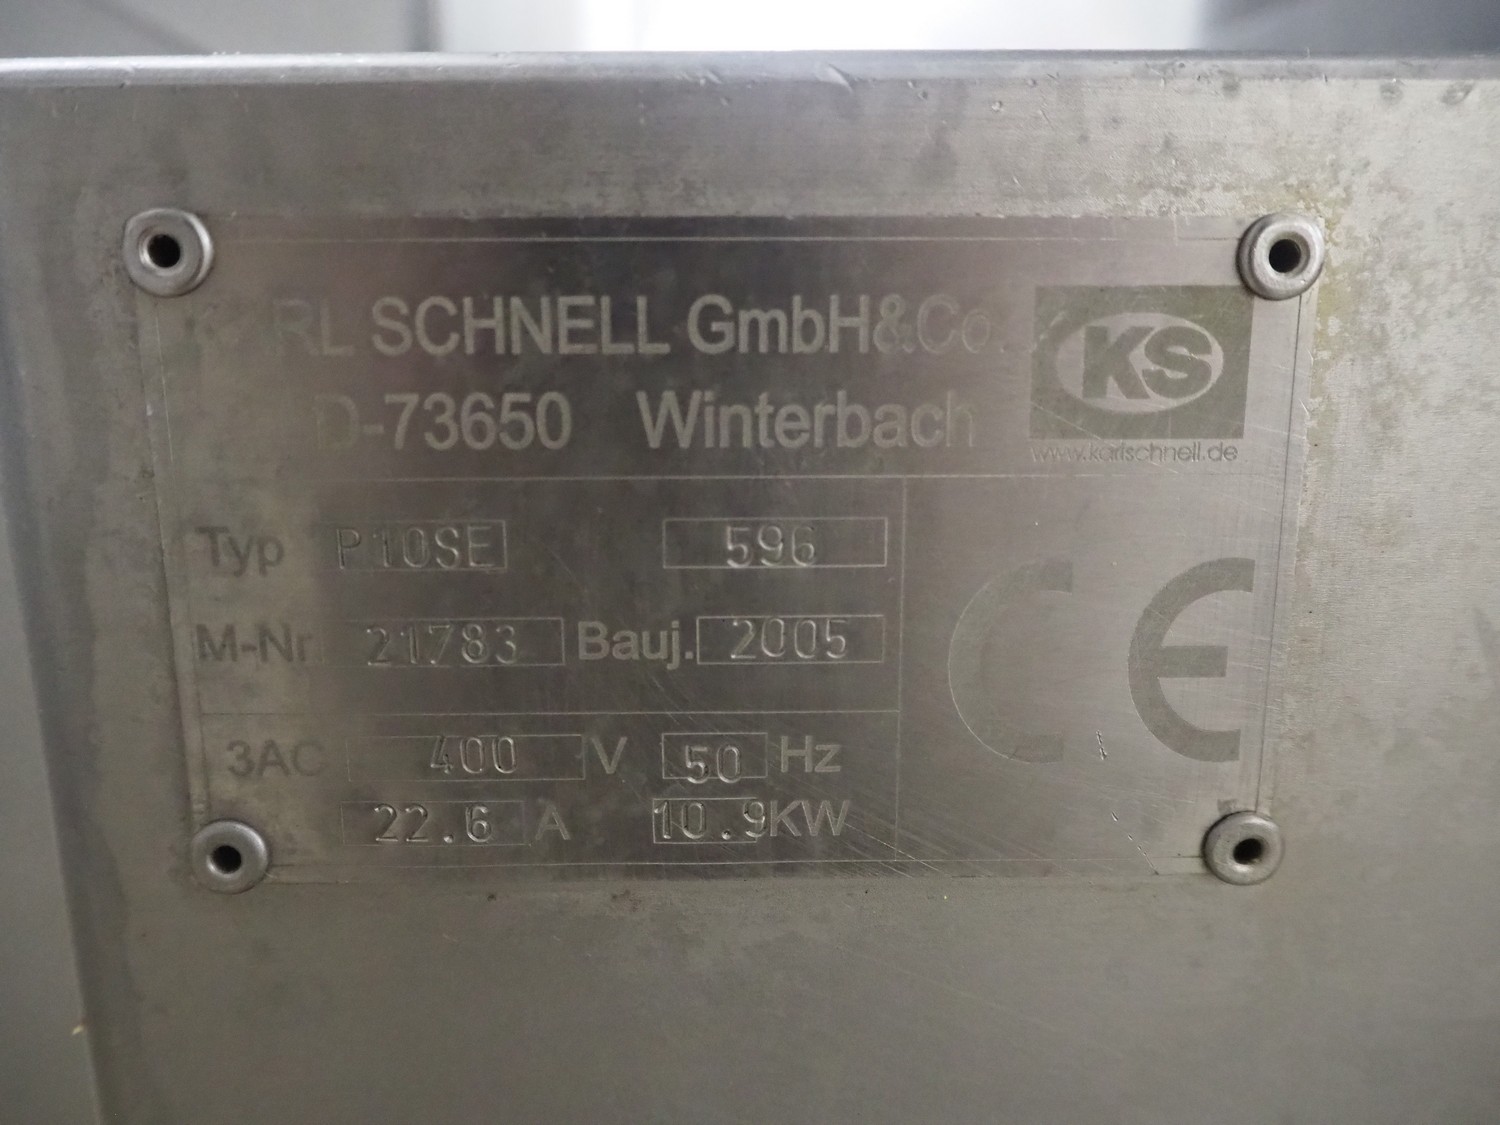 RL SCHNELL GmbH&Co.
D-73650 Winterbach
KS
www.karlschnell.de
Typ P10SE 596
M-Nr. 21783 Bauj. 2005
3AC 400 V 50 Hz
22.6 A 10.9KW
CE